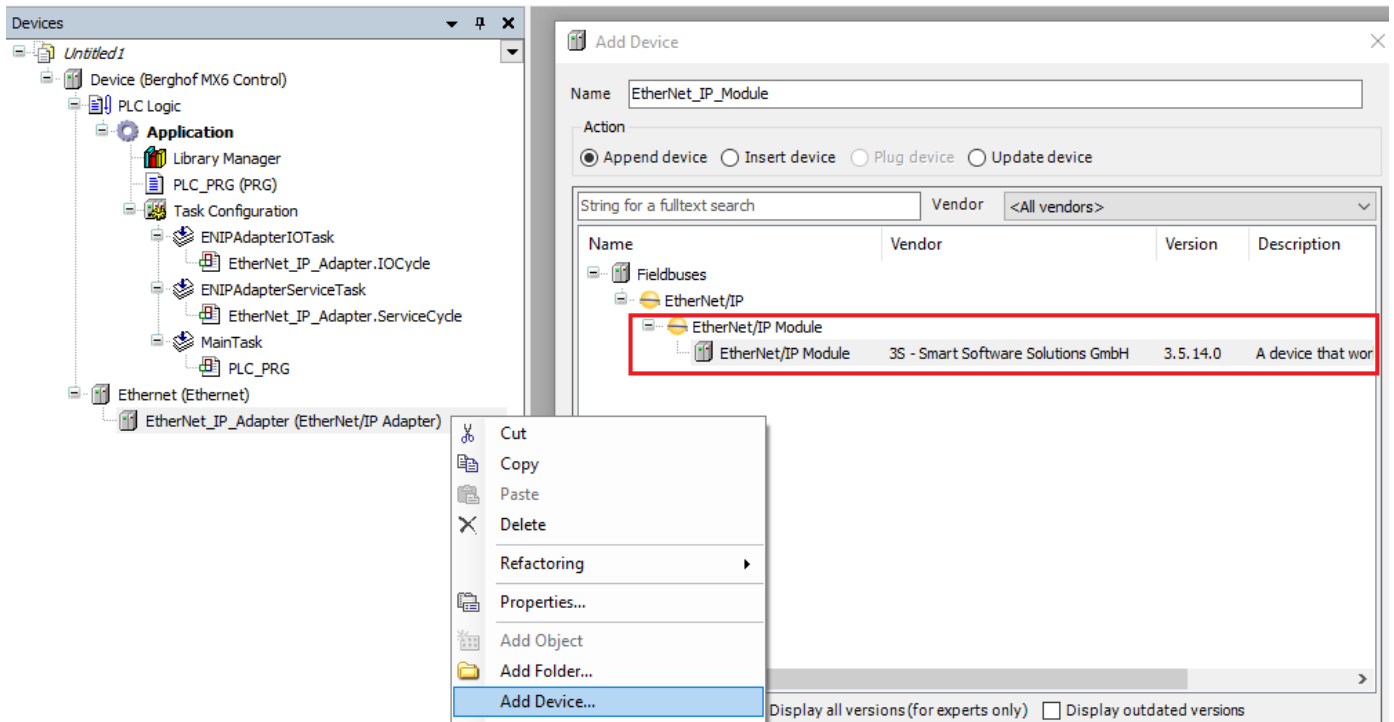 Devices
Untitled1
Device (Berghof MX6 Control)
PLC Logic
Application
Library Manager
PLC_PRG (PRG)
Task Configuration
ENIPAdapterIOTask
EtherNet_IP_Adapter.IOCycle
ENIPAdapterServiceTask
EtherNet_IP_Adapter.ServiceCycle
MainTask
PLC_PRG
Ethernet (Ethernet)
EtherNet_IP_Adapter (EtherNet/IP Adapter)
Cut
Copy
Paste
Delete
Refactoring
Properties...
Add Object
Add Folder...
Add Device...
Add Device
Name EtherNet_IP_Module
Action
Append device Insert device Plug device Update device
String for a fulltext search Vendor <All vendors>
Name Vendor Version Description
Fieldbuses
EtherNet/IP
EtherNet/IP Module
EtherNet/IP Module 3S - Smart Software Solutions GmbH 3.5.14.0 A device that wor
Display all versions (for experts only) Display outdated versions